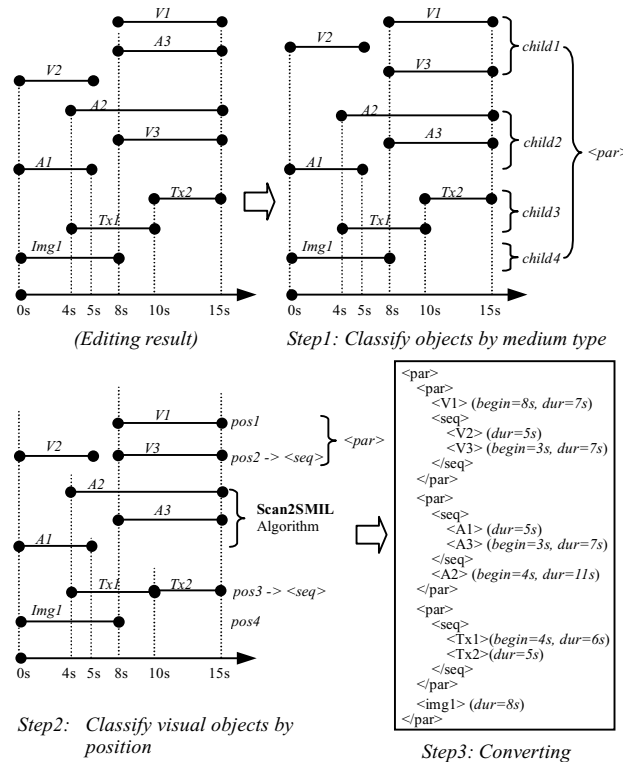 V1
A3
V2
A2
V3
A1
Tx2
Tx1
Img1
0s 4s 5s 8s 10s 15s
(Editing result)
V1
V2
child1
V3
A2
child2
A3
<par>
A1
Tx2
child3
Tx1
Img1
child4
0s 4s 5s 8s 10s 15s
Step1: Classify objects by medium type
V1 pos1
<par>
V2 V3 pos2 -> <seq>
A2
Scan2SMIL
A3 Algorithm
A1
Tx1 Tx2 pos3 -> <seq>
Img1 pos4
0s 4s 5s 8s 10s 15s
Step2: Classify visual objects by
position
<par>
<par>
<V1> (begin=8s, dur=7s)
<seq>
<V2> (dur=5s)
<V3> (begin=3s, dur=7s)
</seq>
</par>
<par>
<seq>
<A1> (dur=5s)
<A3> (begin=3s, dur=7s)
</seq>
<A2> (begin=4s, dur=11s)
</par>
<par>
<seq>
<Tx1>(begin=4s, dur=6s)
<Tx2>(dur=5s)
</seq>
</par>
<img1> (dur=8s)
</par>
Step3: Converting